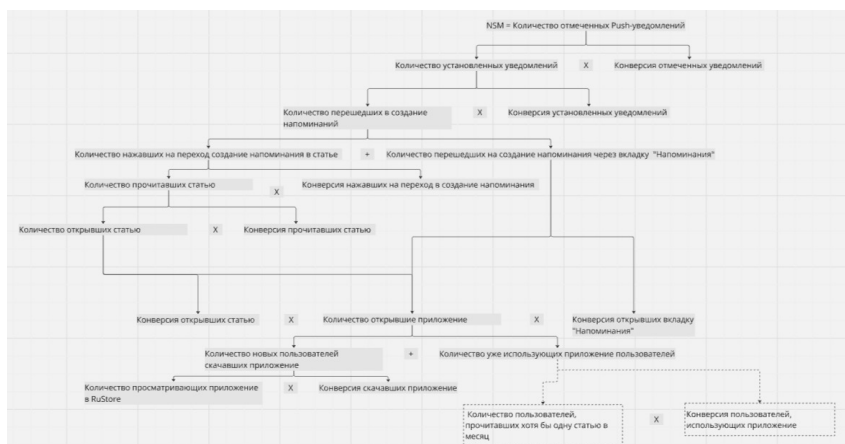 NSM = Количество отмеченных Push-уведомлений
Количество установленных уведомлений X Конверсия отмеченных уведомлений
Количество перешедших в создание
напоминаний
X
Конверсия установленных уведомлений
Количество нажавших на переход создание напоминания в статье + Количество перешедших на создание напоминания через вкладку "Напоминания"
Количество прочитавших статью X Конверсия нажавших на переход в создание напоминания
Количество открывших статью X Конверсия прочитавших статью
Конверсия открывших статью X Количество открывшие приложение X Конверсия открывших вкладку
"Напоминания"
Количество новых пользователей
скачавших приложение
+
Количество уже использующих приложение пользователей
Количество просматривающих приложение
в RuStore
X
Конверсия скачавших приложение
Количество пользователей,
прочитавших хотя бы одну статью в
месяц
X
Конверсия пользователей,
использующих приложение